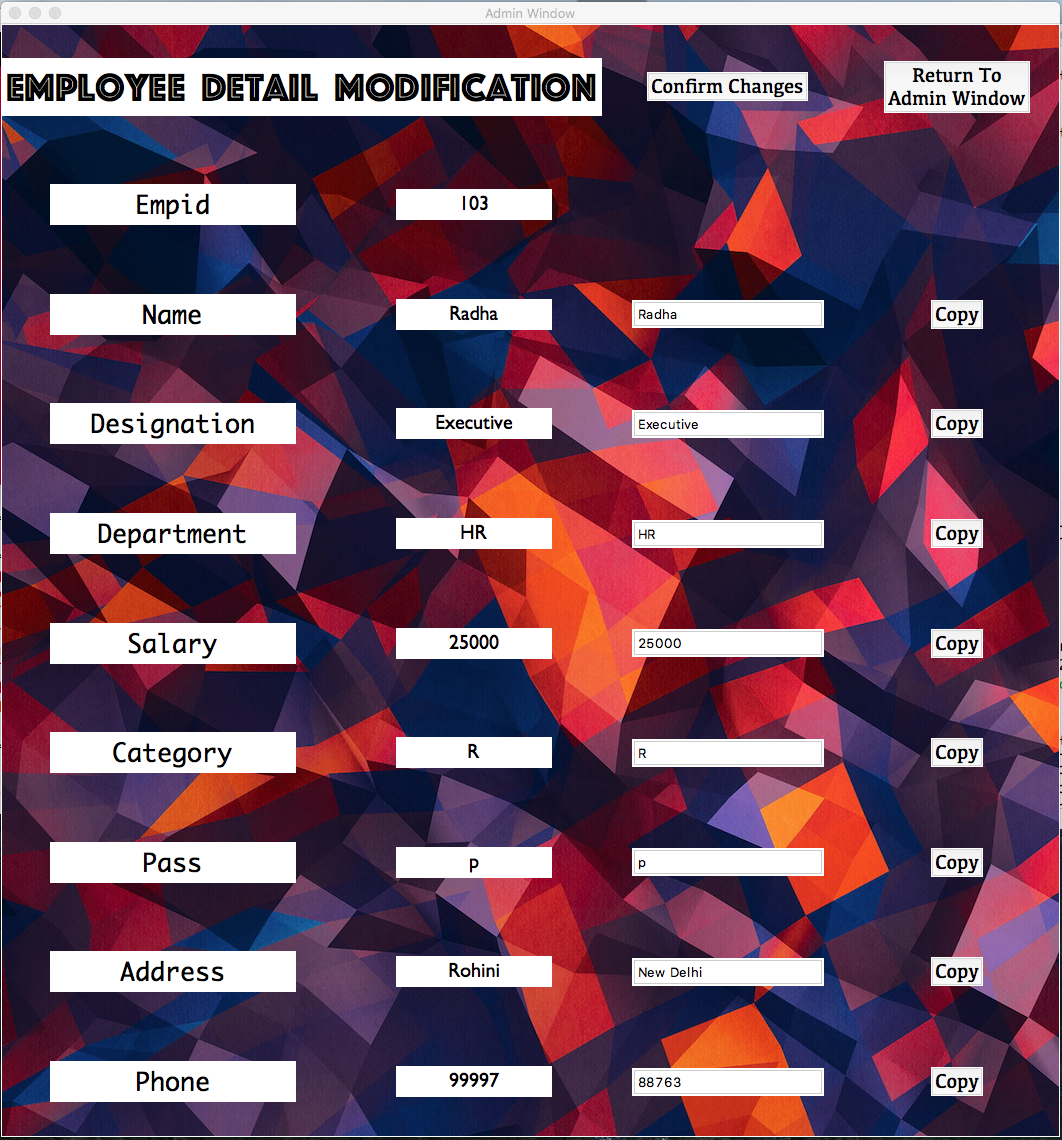 Admin Window
EMPLOYEE DETAIL MODIFICATION
Confirm Changes
Return To
Admin Window
Empid 103
Name Radha Radha Copy
Designation Executive Executive Copy
Department HR HR Copy
Salary 25000 25000 Copy
Category R R Copy
Pass p p Copy
Address Rohini New Delhi Copy
Phone 99997 88763 Copy